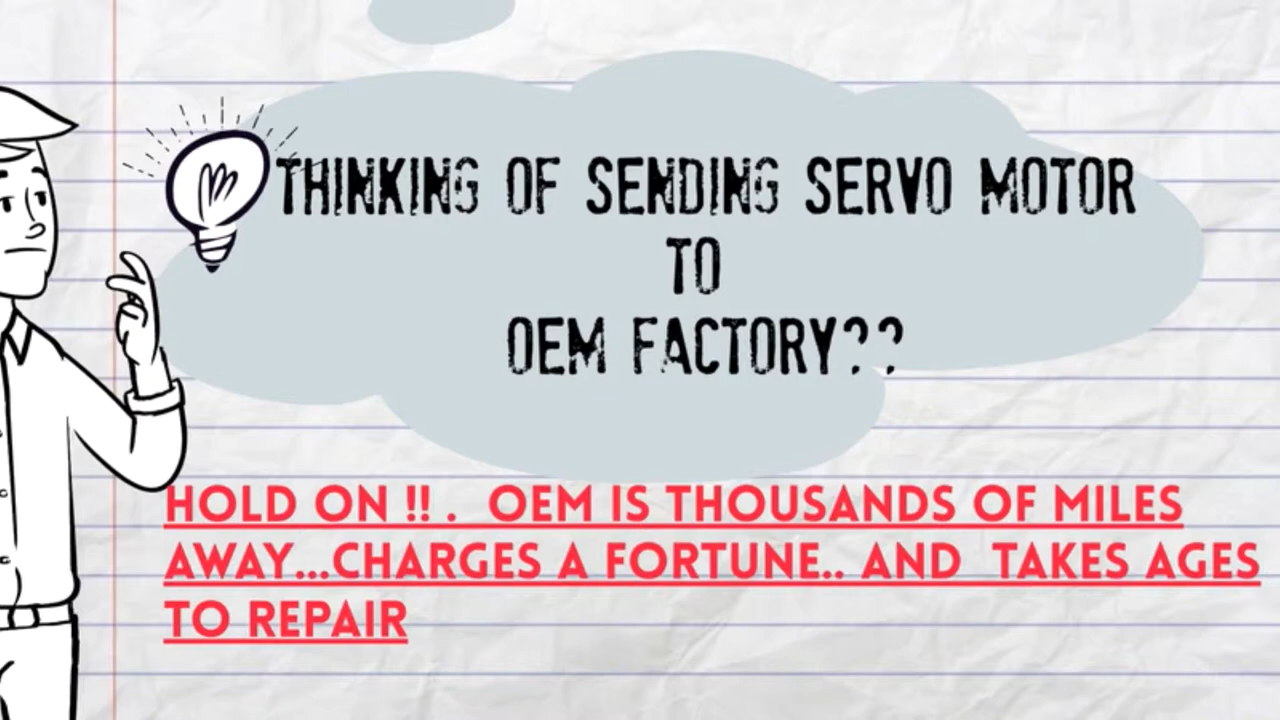 THINKING OF SENDING SERVO MOTOR
TO
OEM FACTORY??
HOLD ON !! . OEM IS THOUSANDS OF MILES
AWAY...CHARGES A FORTUNE.. AND TAKES AGES
TO REPAIR